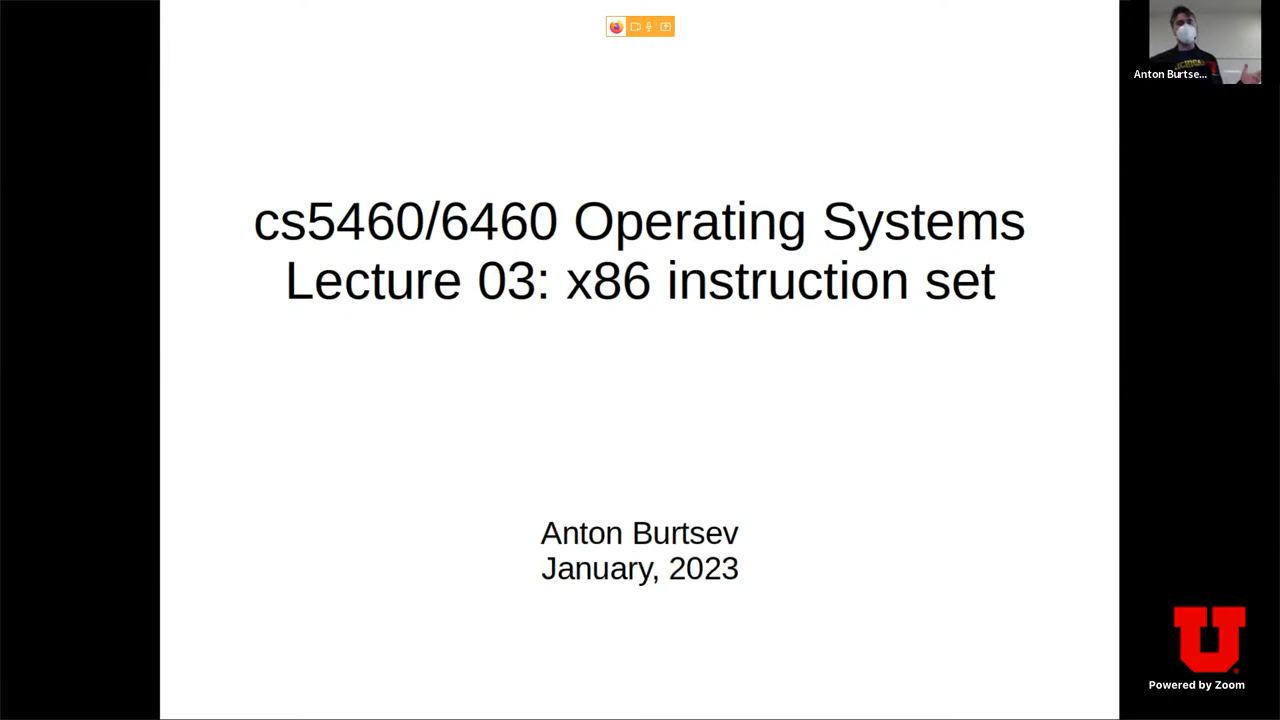 cs5460/6460 Operating Systems
Lecture 03: x86 instruction set
Anton Burtsev
January, 2023
Anton Burtse...
U
Powered by Zoom